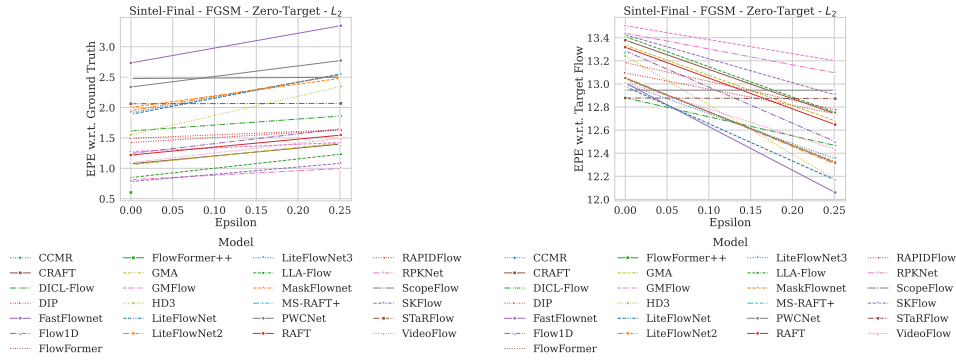 Sintel-Final - FGSM - Zero-Target - L2
EPE w.r.t. Ground Truth
3.0
2.5
2.0
1.5
1.0
0.5
0.00 0.05 0.10 0.15 0.20 0.25
Epsilon
Model
CCMR FlowFormer++ LiteFlowNet3 RAPIDFlow
CRAFT GMA LLA-Flow RPKNet
DICL-Flow GMFlow MaskFlownet ScopeFlow
DIP HD3 MS-RAFT+ SKFlow
FastFlownet LiteFlowNet PWCNet STaRFlow
Flow1D LiteFlowNet2 RAFT VideoFlow
FlowFormer
Sintel-Final - FGSM - Zero-Target - L2
EPE w.r.t. Target Flow
13.4
13.2
13.0
12.8
12.6
12.4
12.2
12.0
0.00 0.05 0.10 0.15 0.20 0.25
Epsilon
Model
CCMR FlowFormer++ LiteFlowNet3 RAPIDFlow
CRAFT GMA LLA-Flow RPKNet
DICL-Flow GMFlow MaskFlownet ScopeFlow
DIP HD3 MS-RAFT+ SKFlow
FastFlownet LiteFlowNet PWCNet STaRFlow
Flow1D LiteFlowNet2 RAFT VideoFlow
FlowFormer